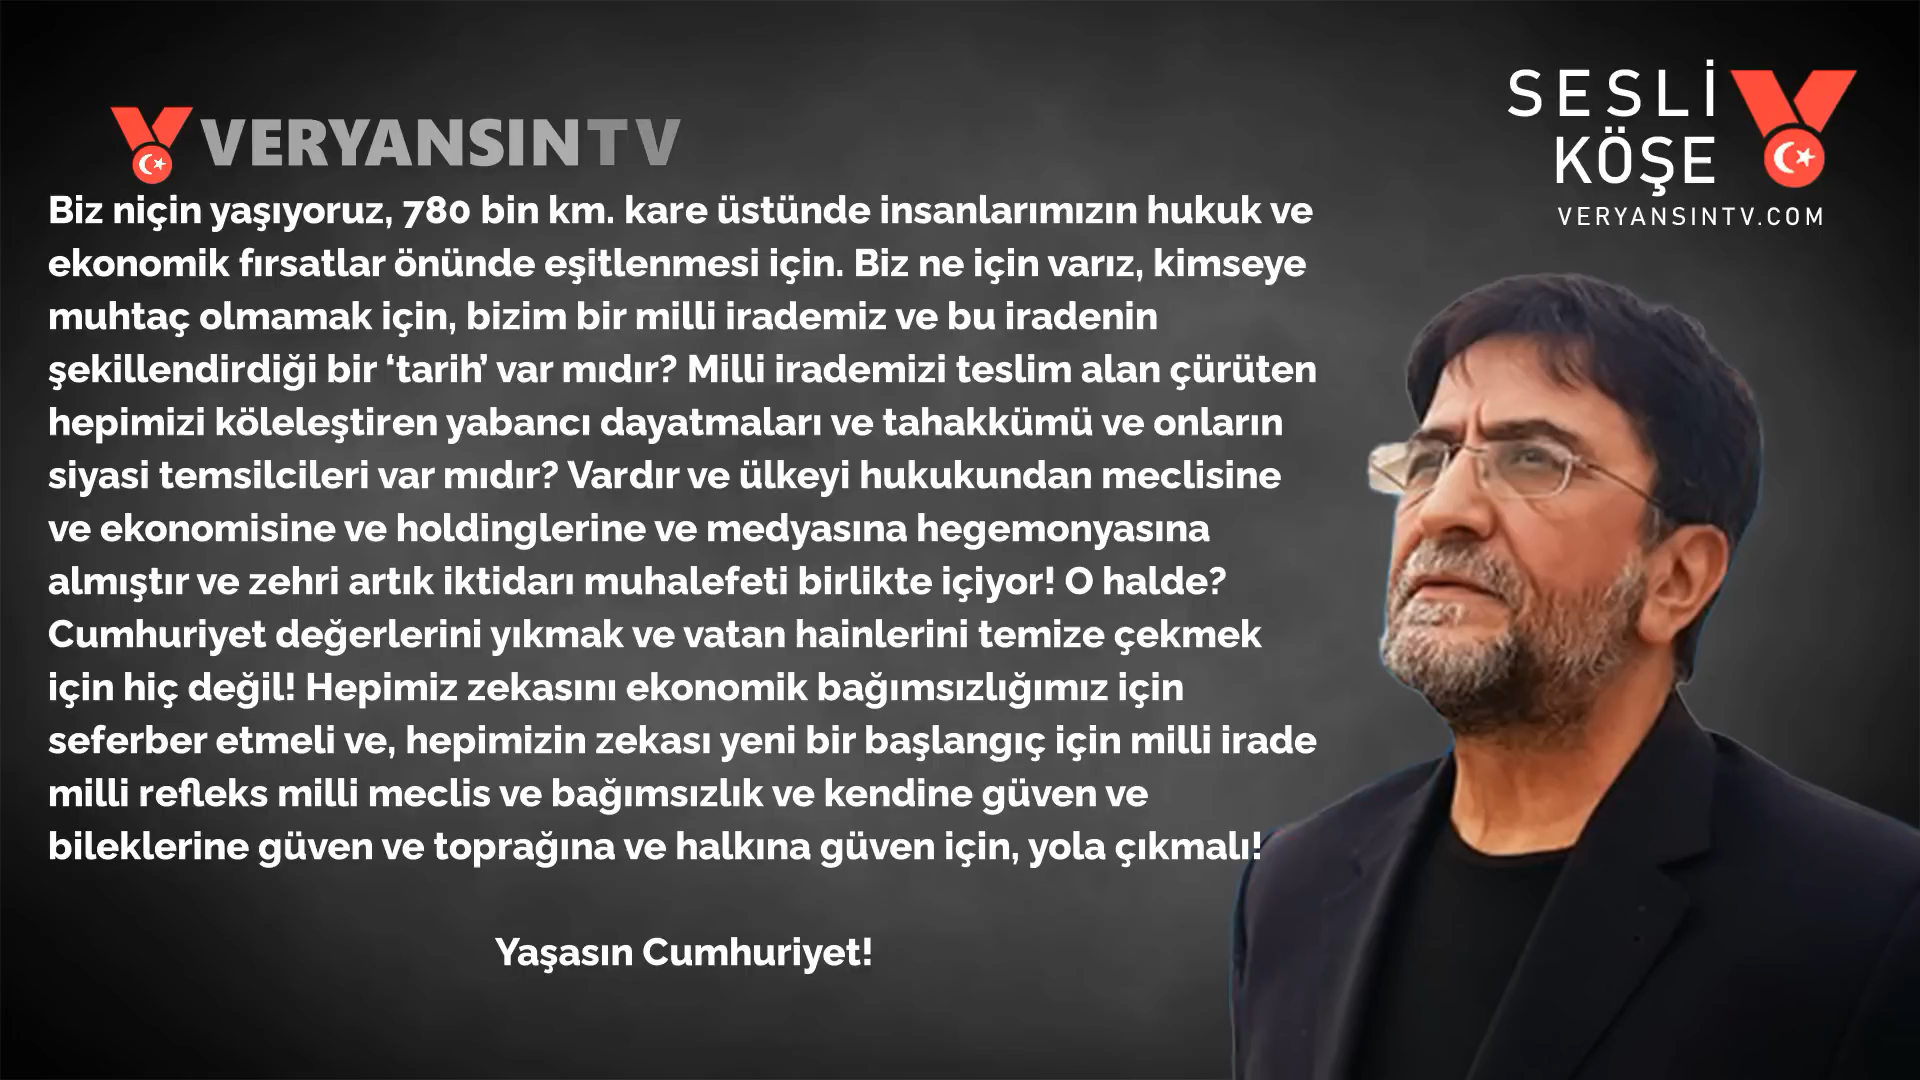 VERYANSINTV
SESLİ
KÖŞE
VERYANSINTV.COM
Biz niçin yaşıyoruz, 780 bin km. kare üstünde insanlarımızın hukuk ve
ekonomik fırsatlar önünde eşitlenmesi için. Biz ne için varız, kimseye
muhtaç olmamak için, bizim bir milli irademiz ve bu iradenin
şekillendirdiği bir ‘tarih’ var mıdır? Milli irademizi teslim alan çürüten
hepimizi köleleştiren yabancı dayatmaları ve tahakkümü ve onların
siyasi temsilcileri var mıdır? Vardır ve ülkeyi hukukundan meclisine
ve ekonomisine ve holdinglerine ve medyasına hegemonyasına
almıştır ve zehri artık iktidarı muhalefeti birlikte içiyor! O halde?
Cumhuriyet değerlerini yıkmak ve vatan hainlerini temize çekmek
için hiç değil! Hepimiz zekasını ekonomik bağımsızlığımız için
seferber etmeli ve, hepimizin zekası yeni bir başlangıç için milli irade
milli refleks milli meclis ve bağımsızlık ve kendine güven ve
bileklerine güven ve toprağına ve halkına güven için, yola çıkmalı!
Yaşasın Cumhuriyet!